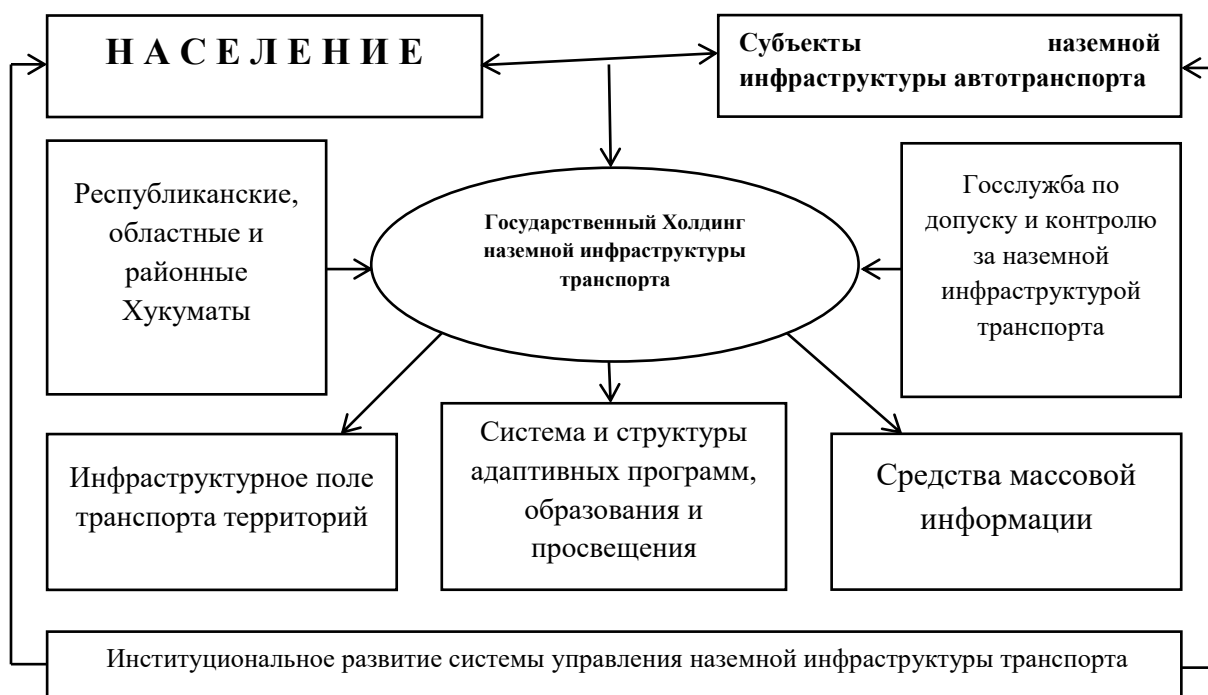 Н А С Е Л Е Н И Е
Субъекты наземной
инфраструктуры автотранспорта
Республиканские,
областные и
районные
Хукуматы
Государственный Холдинг
наземной инфраструктуры
транспорта
Госслужба по
допуску и контролю
за наземной
инфраструктурой
транспорта
Инфраструктурное поле
транспорта территорий
Система и структуры
адаптивных программ,
образования и
просвещения
Средства массовой
информации
Институциональное развитие системы управления наземной инфраструктуры транспорта